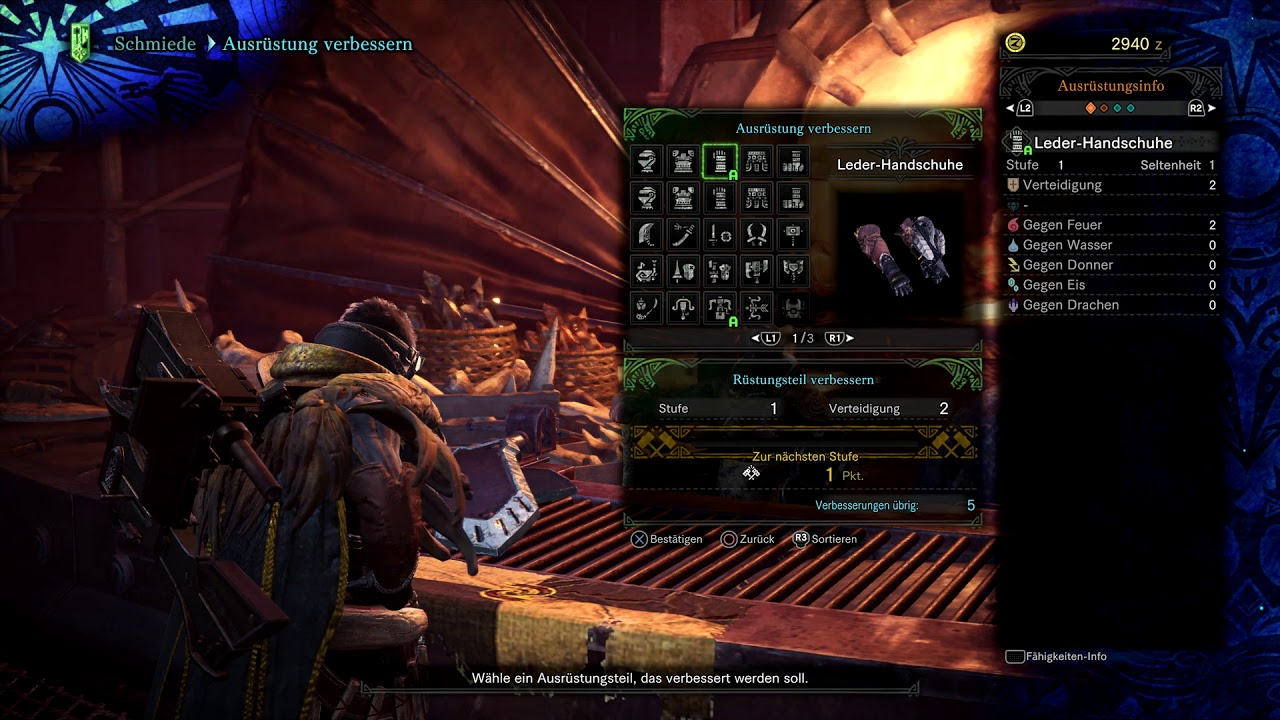 Schmiede Ausrüstung verbessern
2940 z
Ausrüstungsinfo
L2 R2
Leder-Handschuhe
Stufe 1 Seltenheit 1
Verteidigung 2
-
Gegen Feuer 2
Gegen Wasser 0
Gegen Donner 0
Gegen Eis 0
Gegen Drachen 0
Ausrüstung verbessern
Leder-Handschuhe
A
A
A
L1 1/3 R1
Rüstungsteil verbessern
Stufe 1 Verteidigung 2
Zur nächsten Stufe
1 Pkt.
Verbesserungen übrig: 5
Bestätigen Zurück R3 Sortieren
Fähigkeiten-Info
Wähle ein Ausrüstungsteil, das verbessert werden soll.